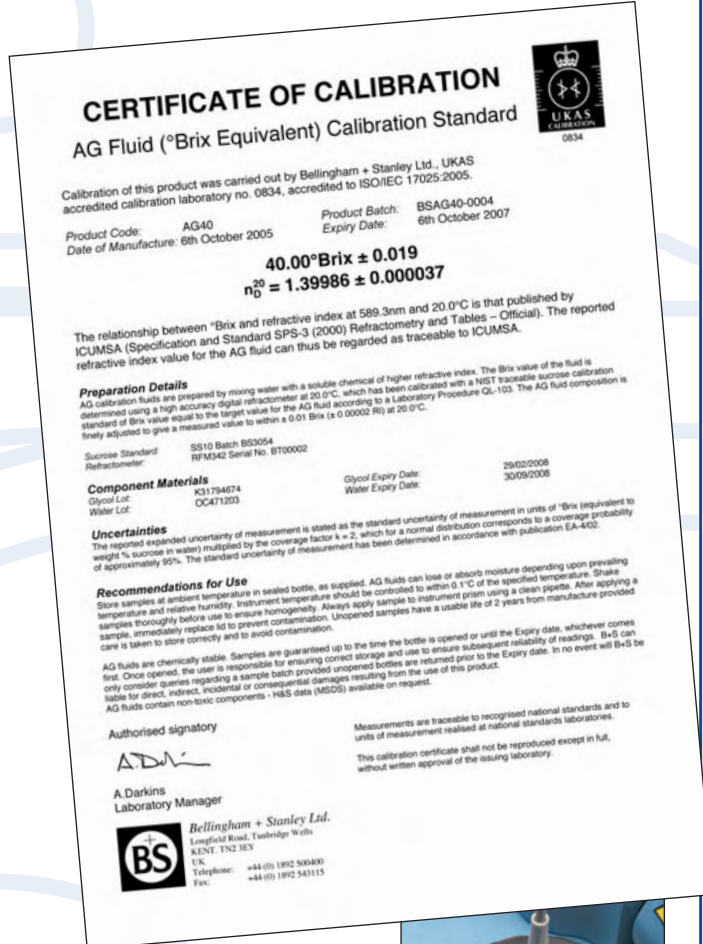 CERTIFICATE OF CALIBRATION
AG Fluid (°Brix Equivalent) Calibration Standard
UKAS
CALIBRATION
0834
Calibration of this product was carried out by Bellingham + Stanley Ltd., UKAS
accredited calibration laboratory no. 0834, accredited to ISO/IEC 17025:2005.
Product Code: AG40 Product Batch: BSAG40-0004
Date of Manufacture: 6th October 2005 Expiry Date: 6th October 2007
40.00°Brix ± 0.019
n20D = 1.39986 ± 0.000037
The relationship between °Brix and refractive index at 589.3nm and 20.0°C is that published by
ICUMSA (Specification and Standard SPS-3 (2000) Refractometry and Tables – Official). The reported
refractive index value for the AG fluid can thus be regarded as traceable to ICUMSA.
Preparation Details
AG calibration fluids are prepared by mixing water with a soluble chemical of higher refractive index. The Brix value of the fluid is
determined using a high accuracy digital refractometer at 20.0°C, which has been calibrated with a NIST traceable sucrose calibration
standard of Brix value equal to the target value for the AG fluid according to a Laboratory Procedure QL-103. The AG fluid composition is
finely adjusted to give a measured value to within ± 0.01 Brix (± 0.00002 RI) at 20.0°C.
Sucrose Standard: SS10 Batch BS3054
Refractometer: RFM342 Serial No. BT00002
Component Materials
Glycol Lot: K31794674 Glycol Expiry Date: 29/02/2008
Water Lot: OC471203 Water Expiry Date: 30/09/2008
Uncertainties
The reported expanded uncertainty of measurement is stated as the standard uncertainty of measurement in units of °Brix (equivalent to
weight % sucrose in water) multiplied by the coverage factor k = 2, which for a normal distribution corresponds to a coverage probability
of approximately 95%. The standard uncertainty of measurement has been determined in accordance with publication EA-4/02.
Recommendations for Use
Store samples at ambient temperature in sealed bottle, as supplied. AG fluids can lose or absorb moisture depending upon prevailing
temperature and relative humidity. Instrument temperature should be controlled to within 0.1°C of the specified temperature. Shake
samples thoroughly before use to ensure homogeneity. Always apply sample to instrument prism using a clean pipette. After applying a
sample, immediately replace lid to prevent contamination. Unopened samples have a usable life of 2 years from manufacture provided
care is taken to store correctly and to avoid contamination.
AG fluids are chemically stable. Samples are guaranteed up to the time the bottle is opened or until the Expiry date, whichever comes
first. Once opened, the user is responsible for ensuring correct storage and use to ensure subsequent reliability of readings. B+S can
only consider queries regarding a sample batch provided unopened bottles are returned prior to the Expiry date. In no event will B+S be
liable for direct, indirect, incidental or consequential damages resulting from the use of this product.
AG fluids contain non-toxic components - H&S data (MSDS) available on request.
Authorised signatory
Measurements are traceable to recognised national standards and to
units of measurement realised at national standards laboratories.
This calibration certificate shall not be reproduced except in full,
without written approval of the issuing laboratory.
A.Darkins
Laboratory Manager
BS
Bellingham + Stanley Ltd.
Longfield Road, Tunbridge Wells
KENT. TN2 3EY
UK
Telephone: +44 (0) 1892 500400
Fax: +44 (0) 1892 543115